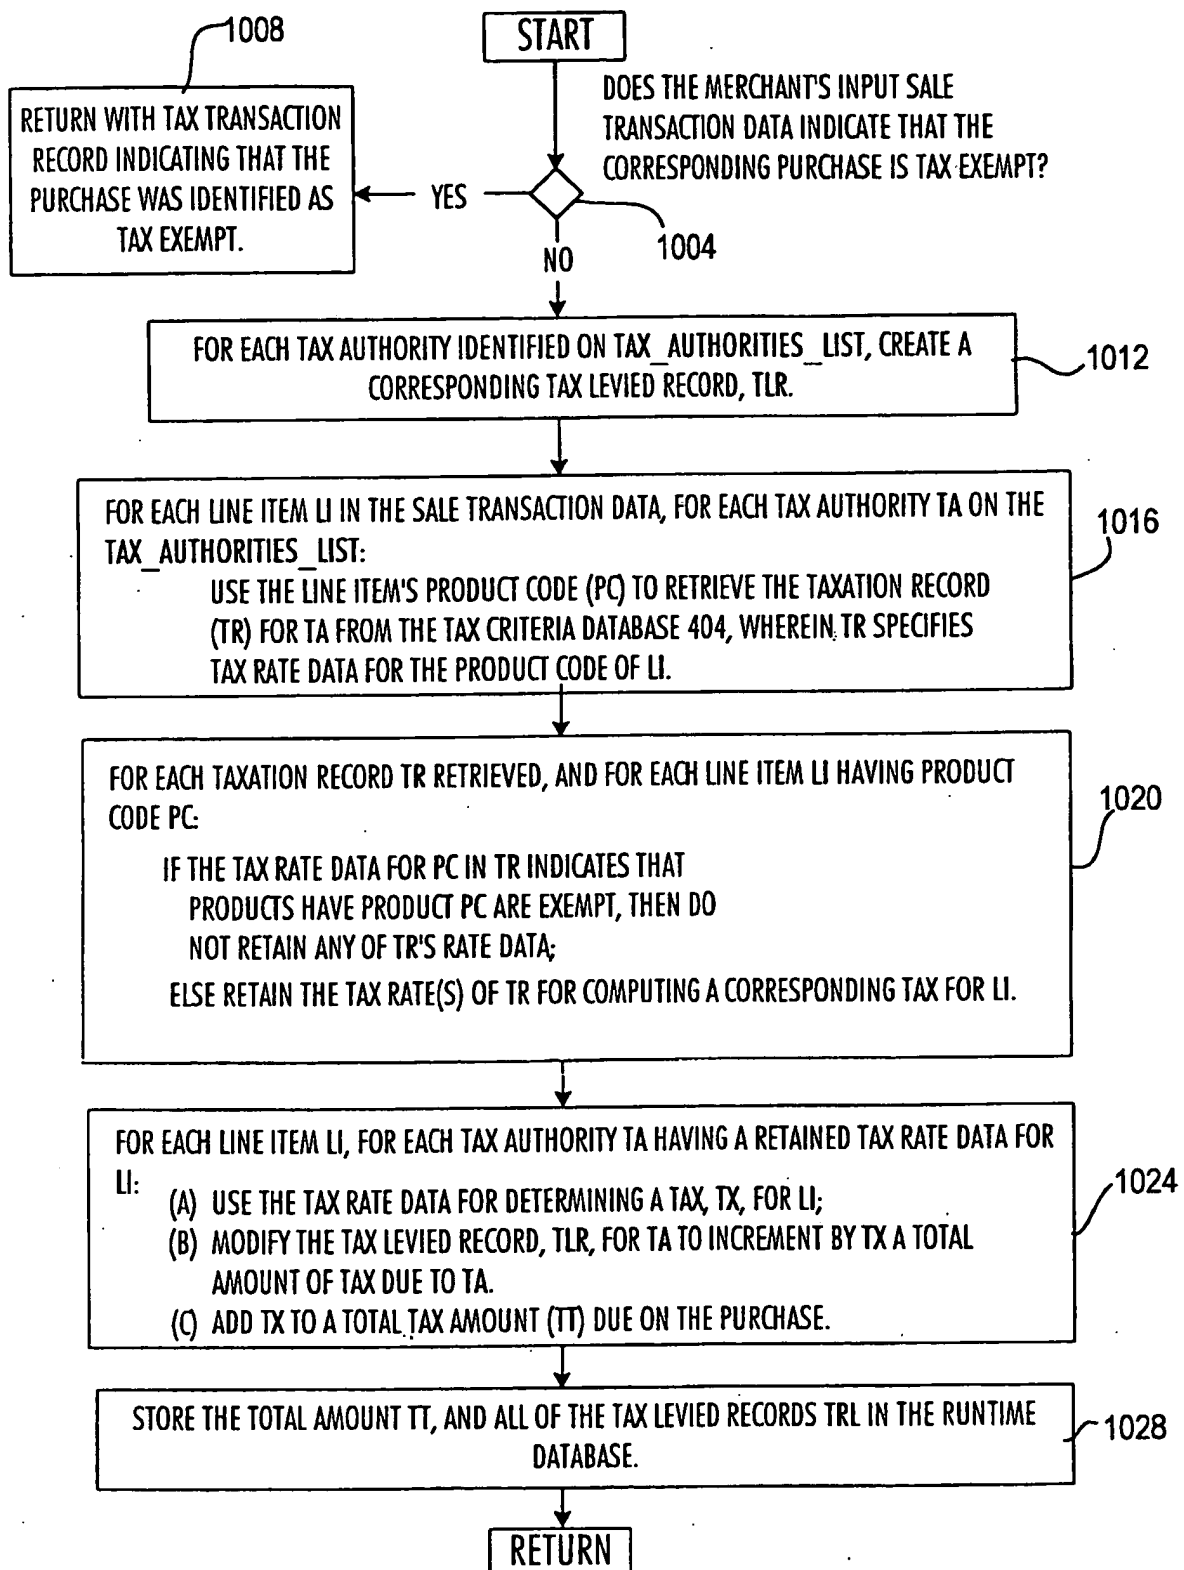 1008
START
DOES THE MERCHANT'S INPUT SALE
TRANSACTION DATA INDICATE THAT THE
CORRESPONDING PURCHASE IS TAX EXEMPT?
RETURN WITH TAX TRANSACTION
RECORD INDICATING THAT THE
PURCHASE WAS IDENTIFIED AS
TAX EXEMPT.
YES
1004
NO
FOR EACH TAX AUTHORITY IDENTIFIED ON TAX_AUTHORITIES_LIST, CREATE A
CORRESPONDING TAX LEVIED RECORD, TLR.
1012
FOR EACH LINE ITEM LI IN THE SALE TRANSACTION DATA, FOR EACH TAX AUTHORITY TA ON THE
TAX_AUTHORITIES_LIST:
USE THE LINE ITEM'S PRODUCT CODE (PC) TO RETRIEVE THE TAXATION RECORD
(TR) FOR TA FROM THE TAX CRITERIA DATABASE 404, WHEREIN TR SPECIFIES
TAX RATE DATA FOR THE PRODUCT CODE OF LI.
1016
FOR EACH TAXATION RECORD TR RETRIEVED, AND FOR EACH LINE ITEM LI HAVING PRODUCT
CODE PC:
IF THE TAX RATE DATA FOR PC IN TR INDICATES THAT
PRODUCTS HAVE PRODUCT PC ARE EXEMPT, THEN DO
NOT RETAIN ANY OF TR'S RATE DATA;
ELSE RETAIN THE TAX RATE(S) OF TR FOR COMPUTING A CORRESPONDING TAX FOR LI.
1020
FOR EACH LINE ITEM LI, FOR EACH TAX AUTHORITY TA HAVING A RETAINED TAX RATE DATA FOR
LI:
(A) USE THE TAX RATE DATA FOR DETERMINING A TAX, TX, FOR LI;
(B) MODIFY THE TAX LEVIED RECORD, TLR, FOR TA TO INCREMENT BY TX A TOTAL
AMOUNT OF TAX DUE TO TA.
(C) ADD TX TO A TOTAL TAX AMOUNT (TT) DUE ON THE PURCHASE.
1024
STORE THE TOTAL AMOUNT TT, AND ALL OF THE TAX LEVIED RECORDS TRL IN THE RUNTIME
DATABASE.
1028
RETURN